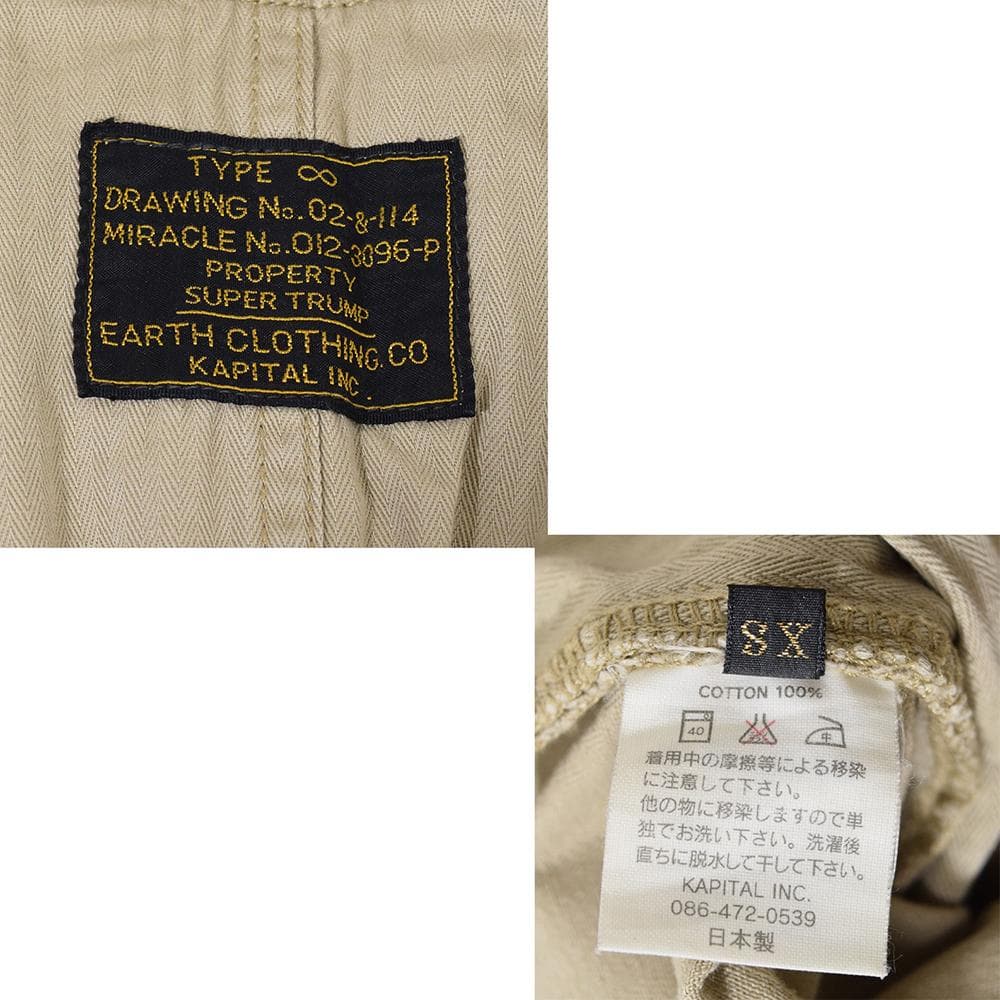 TYPE ∞
DRAWING No.02-&-114
MIRACLE No.012-3096-P
PROPERTY
SUPER TRUMP
EARTH CLOTHING.CO
KAPITAL INC.
XS
COTTON 100%
40 中
着用中の摩擦等による移染
に注意して下さい。
他の物に移染しますので単
独でお洗い下さい。洗濯後
直ちに脱水して干して下さい。
KAPITAL INC.
086-472-0539
日本製